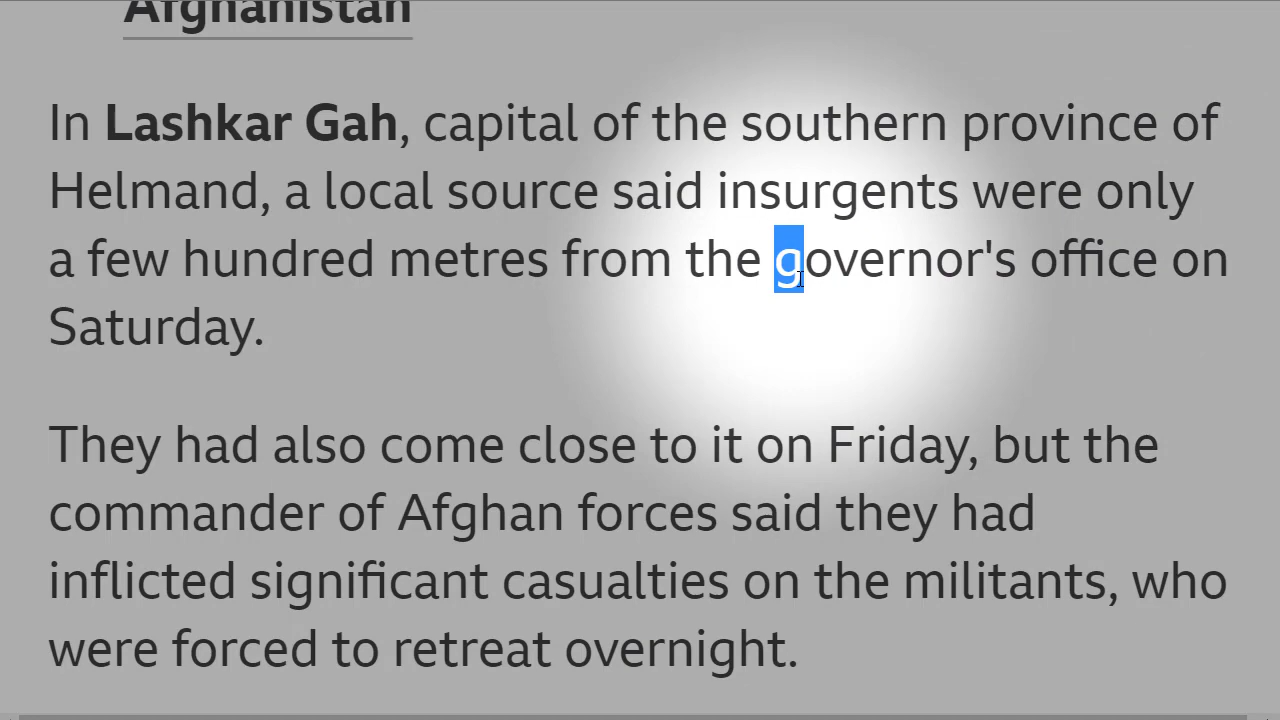 Afghanistan
In Lashkar Gah, capital of the southern province of
Helmand, a local source said insurgents were only
a few hundred metres from the governor's office on
Saturday.
They had also come close to it on Friday, but the
commander of Afghan forces said they had
inflicted significant casualties on the militants, who
were forced to retreat overnight.